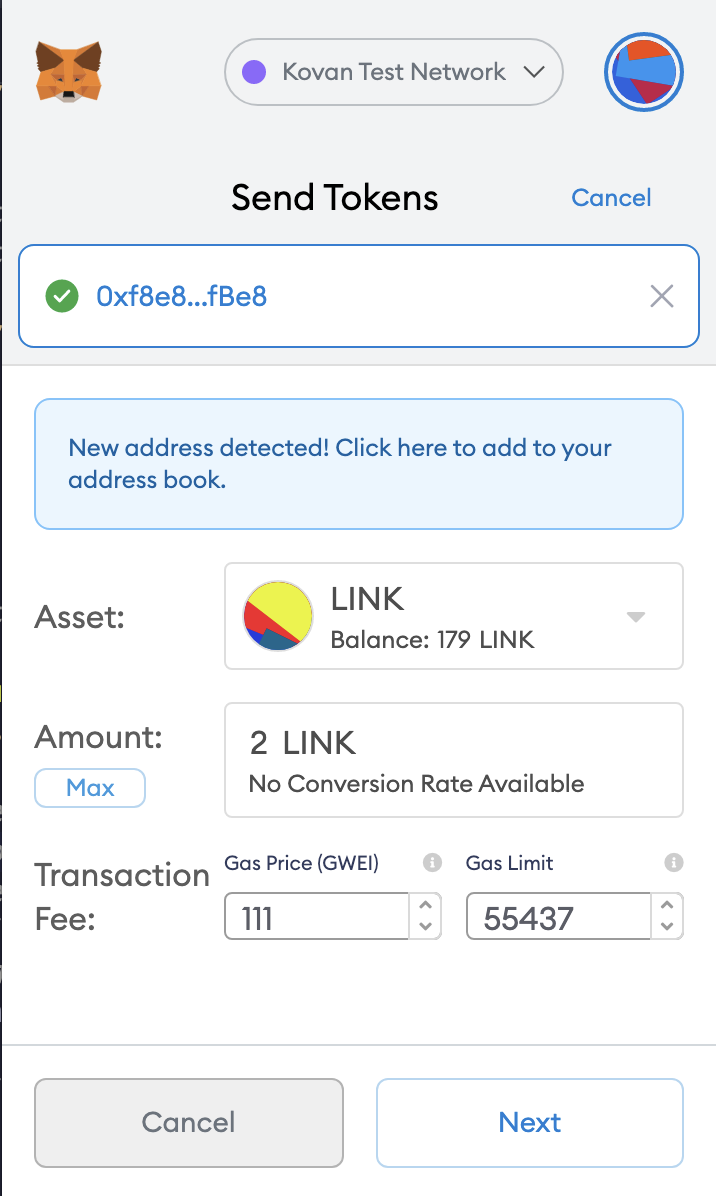 Kovan Test Network
Send Tokens
Cancel
0xf8e8...fBe8
New address detected! Click here to add to your
address book.
Asset:
LINK
Balance: 179 LINK
Amount:
Max
2 LINK
No Conversion Rate Available
Transaction
Fee:
Gas Price (GWEI)
Gas Limit
111
55437
Cancel
Next